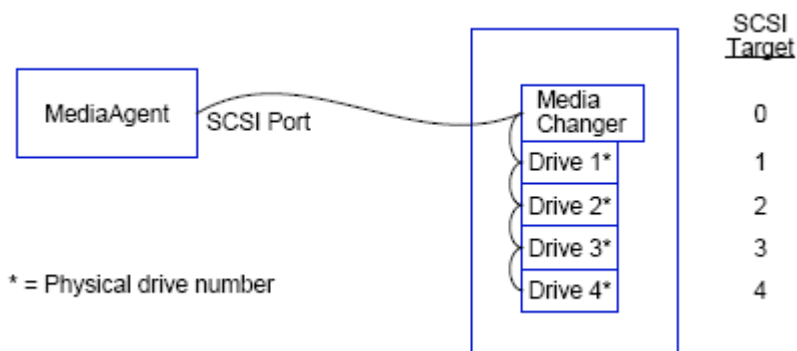 SCSI
Target
MediaAgent
SCSI Port
Media
Changer
0
Drive 1*
1
Drive 2*
2
Drive 3*
3
Drive 4*
4
* = Physical drive number